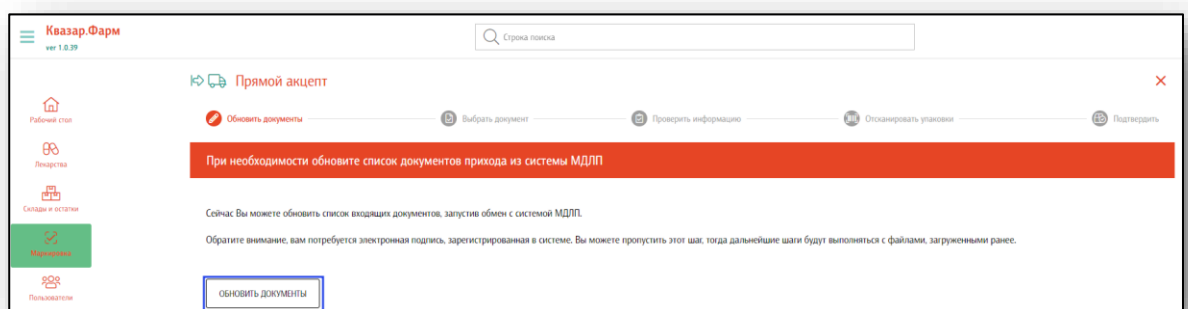 Квазар.Фарм
ver 1.0.39
Строка поиска
Прямой акцепт
Рабочий стол
Обновить документы
Выбрать документ
Проверить информацию
Отсканировать упаковки
Подтвердить
Лекарства
При необходимости обновите список документов прихода из системы МДЛП
Склады и остатки
Сейчас Вы можете обновить список входящих документов, запустив обмен с системой МДЛП.
Маркировка
Обратите внимание, вам потребуется электронная подпись, зарегистрированная в системе. Вы можете пропустить этот шаг, тогда дальнейшие шаги будут выполняться с файлами, загруженными ранее.
Пользователи
ОБНОВИТЬ ДОКУМЕНТЫ